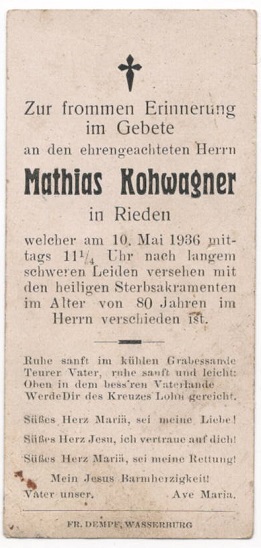 Zur frommen Erinnerung
im Gebete
an den ehrengeachteten Herrn
Mathias Kohwagner
in Rieden
welcher am 10. Mai 1936 mit-
tags 11¼ Uhr nach langem
schweren Leiden versehen mit
den heiligen Sterbsakramenten
im Alter von 80 Jahren im
Herrn verschieden ist.
Ruhe sanft im kühlen Grabessande
Teurer Vater, ruhe sanft und leicht:
Oben in dem bess'ren Vaterlande
Werde Dir des Kreuzes Lohn gereicht.
Süßes Herz Mariä, sei meine Liebe!
Süßes Herz Jesu, ich vertraue auf dich!
Süßes Herz Mariä, sei meine Rettung!
Mein Jesus Barmherzigkeit!
Vater unser. Ave Maria.
FR. DEMPF, WASSERBURG